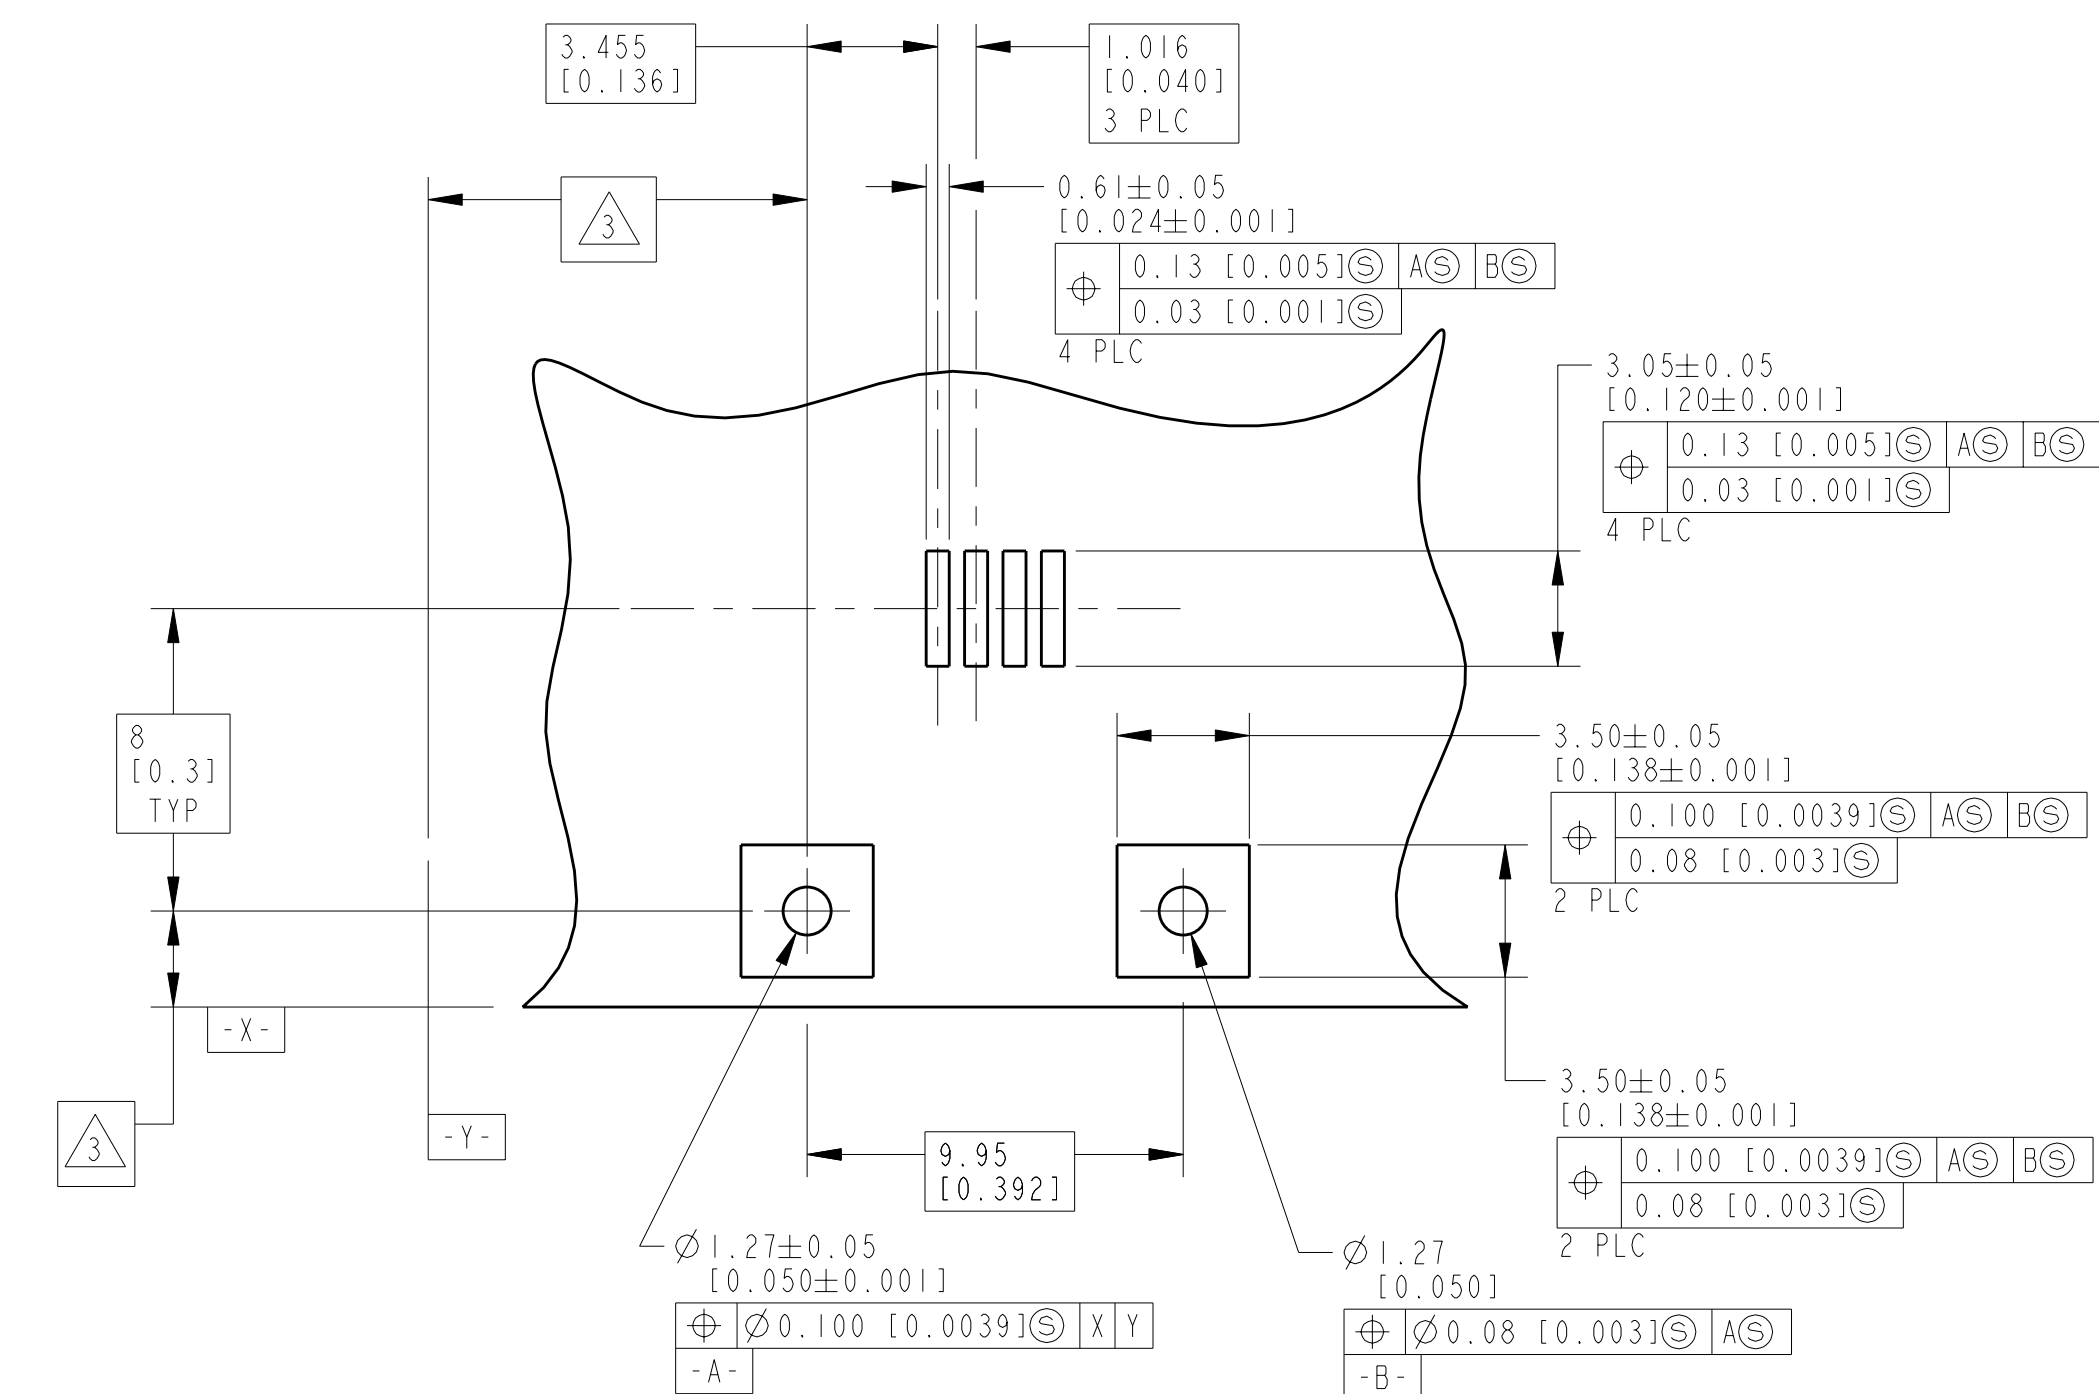 3.455
[0.136]
1.016
[0.040]
3 PLC
3
0.61±0.05
[0.024±0.001]
⌖ 0.13 [0.005]Ⓢ AⓈ BⓈ
0.03 [0.001]Ⓢ
4 PLC
3.05±0.05
[0.120±0.001]
⌖ 0.13 [0.005]Ⓢ AⓈ BⓈ
0.03 [0.001]Ⓢ
4 PLC
8
[0.3]
TYP
3.50±0.05
[0.138±0.001]
⌖ 0.100 [0.0039]Ⓢ AⓈ BⓈ
0.08 [0.003]Ⓢ
2 PLC
-X-
3
-Y-
9.95
[0.392]
3.50±0.05
[0.138±0.001]
⌖ 0.100 [0.0039]Ⓢ AⓈ BⓈ
0.08 [0.003]Ⓢ
2 PLC
⌀1.27±0.05
[0.050±0.001]
⌖ ⌀0.100 [0.0039]Ⓢ X Y
-A-
⌀1.27
[0.050]
⌖ ⌀0.08 [0.003]Ⓢ AⓈ
-B-